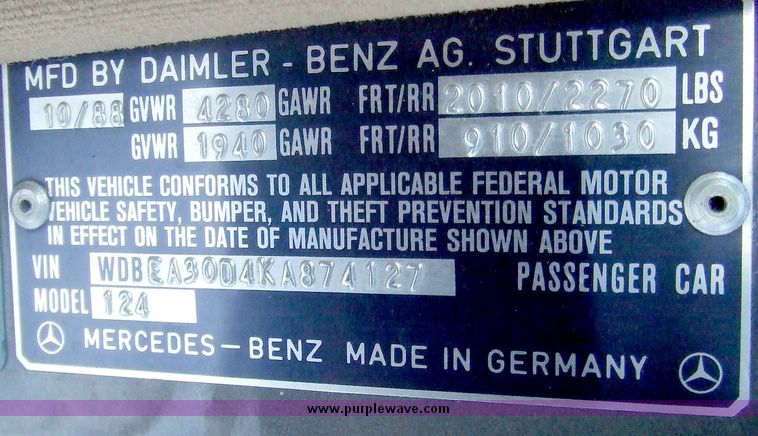 MFD BY DAIMLER - BENZ AG. STUTTGART
10/88 GVWR 4280 GAWR FRT/RR 2010/2270 LBS
GVWR 1940 GAWR FRT/RR 910/1030 KG
THIS VEHICLE CONFORMS TO ALL APPLICABLE FEDERAL MOTOR
VEHICLE SAFETY, BUMPER, AND THEFT PREVENTION STANDARDS
IN EFFECT ON THE DATE OF MANUFACTURE SHOWN ABOVE
VIN WDBEA30D4KA874127 PASSENGER CAR
MODEL 124
MERCEDES - BENZ MADE IN GERMANY
www.purplewave.com